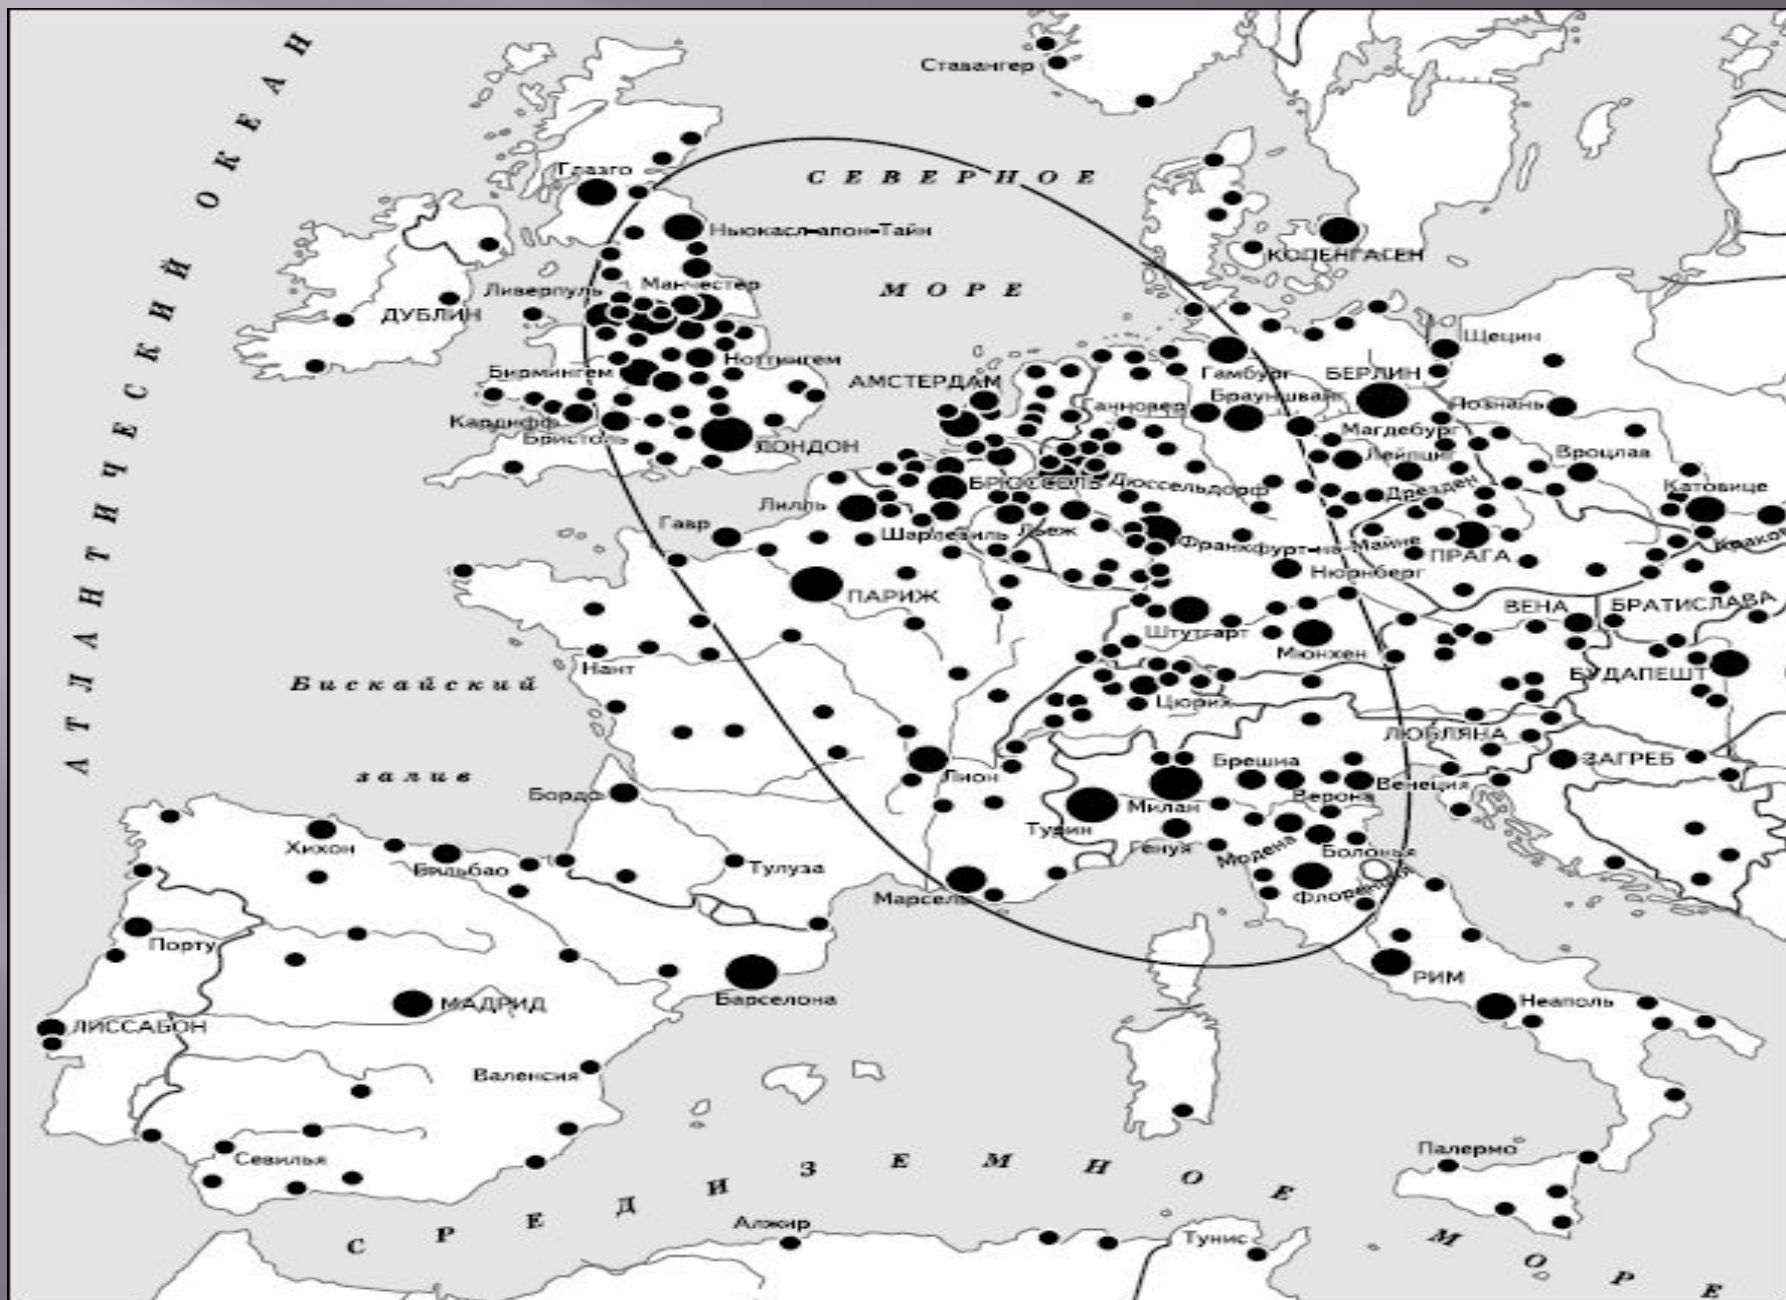 АТЛАНТИЧЕСКИЙ ОКЕАН
Ставангер
Глазго
СЕВЕРНОЕ
Ньюкасл-апон-Тайн
КОПЕНГАГЕН
МОРЕ
Ливерпуль
Манчестер
ДУБЛИН
Щецин
Ноттингем
Бирмингем
АМСТЕРДАМ
Гамбург
БЕРЛИН
Брауншвайг
Ганновер
Познань
Кардифф
Магдебург
Бристоль
ЛОНДОН
Лейпциг
Вроцлав
БРЮССЕЛЬ
Дюссельдорф
Дрезден
Катовице
Лилль
Гавр
Шарлевиль
Льеж
Франкфурт-на-Майне
ПРАГА
Краков
Нюрнберг
ПАРИЖ
ВЕНА
БРАТИСЛАВА
Штутгарт
Мюнхен
Нант
БУДАПЕШТ
Бискайский
Цюрих
ЛЮБЛЯНА
залив
Лион
Брешиа
ЗАГРЕБ
Бордо
Венеция
Верона
Милан
Турин
Хихон
Генуя
Модена
Болонья
Бильбао
Тулуза
Марсель
Флоренция
Порту
РИМ
Барселона
МАДРИД
Неаполь
ЛИССАБОН
Валенсия
Палермо
Севилья
СРЕДИЗЕМНОЕ МОРЕ
Алжир
Тунис